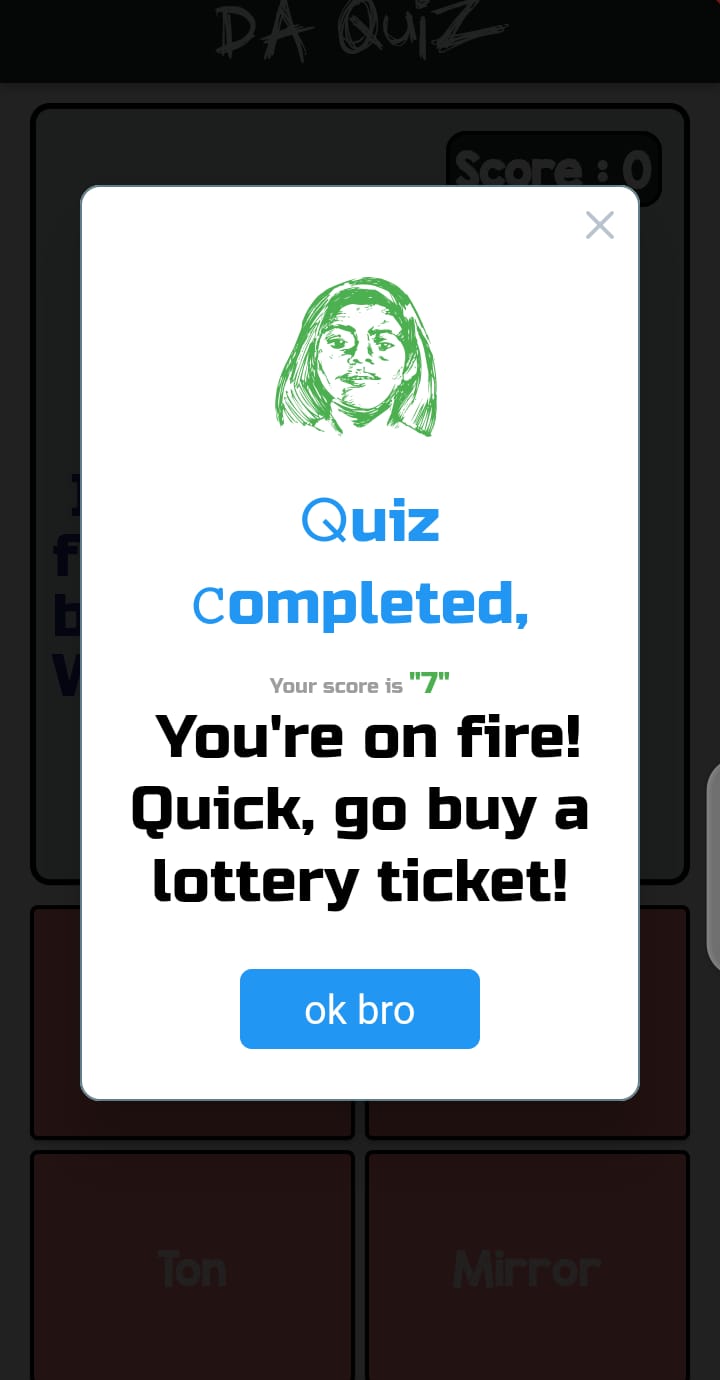 DA QuiZ
Score : 0
Quiz
completed,
Your score is "7"
You're on fire!
Quick, go buy a
lottery ticket!
ok bro
Ton
Mirror